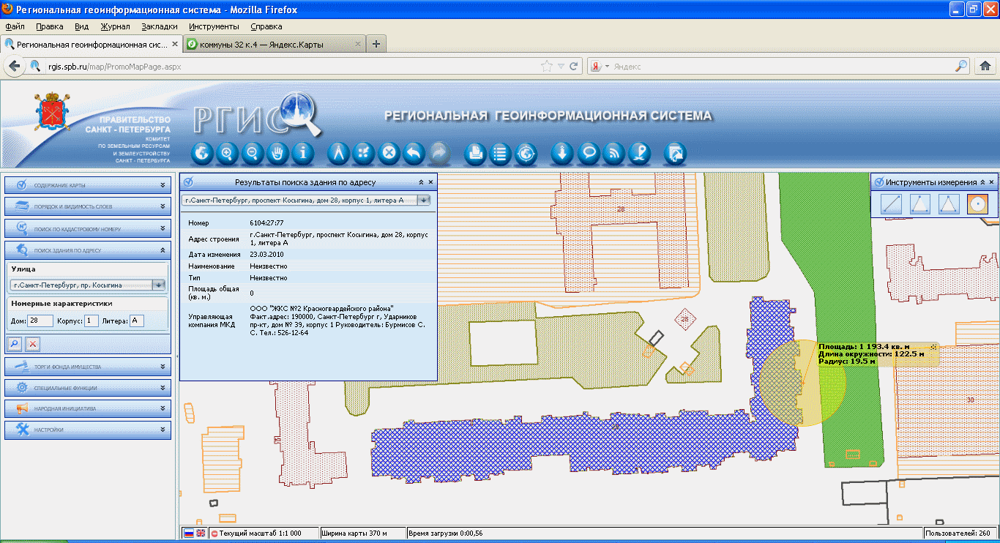 Региональная геоинформационная система - Mozilla Firefox
Файл Правка Вид Журнал Закладки Инструменты Справка
Региональная геоинформационная сис...
коммуны 32 к.4 — Яндекс.Карты
rgis.spb.ru/map/PromoMapPage.aspx
Яндекс
ПРАВИТЕЛЬСТВО
САНКТ - ПЕТЕРБУРГА
КОМИТЕТ
ПО ЗЕМЕЛЬНЫМ РЕСУРСАМ
И ЗЕМЛЕУСТРОЙСТВУ
САНКТ - ПЕТЕРБУРГА
РГИС
РЕГИОНАЛЬНАЯ ГЕОИНФОРМАЦИОННАЯ СИСТЕМА
СОДЕРЖАНИЕ КАРТЫ
ПОРЯДОК И ВИДИМОСТЬ СЛОЕВ
ПОИСК ПО КАДАСТРОВОМУ НОМЕРУ
ПОИСК ЗДАНИЯ ПО АДРЕСУ
Улица
г.Санкт-Петербург, пр. Косыгина
Номерные характеристики
Дом: 28 Корпус: 1 Литера: А
ТОРГИ ФОНДА ИМУЩЕСТВА
СПЕЦИАЛЬНЫЕ ФУНКЦИИ
НАРОДНАЯ ИНИЦИАТИВА
НАСТРОЙКИ
Результаты поиска здания по адресу
г.Санкт-Петербург, проспект Косыгина, дом 28, корпус 1, литера А
Номер 6104:27:77
Адрес строения г.Санкт-Петербург, проспект Косыгина, дом 28, корпус
1, литера А
Дата изменения 23.03.2010
Наименование Неизвестно
Тип Неизвестно
Площадь общая
(кв. м.) 0
Управляющая
компания МКД
ООО "ЖКС №2 Красногвардейского района"
Факт.адрес: 190000, Санкт-Петербург г, Ударников
пр-кт, дом № 39, корпус 1 Руководитель: Бурмисов С.
С. Тел.: 526-12-64
Инструменты измерения
28
28
Площадь: 1 193.4 кв. м
Длина окружности: 122.5 м
Радиус: 19.5 м
30
Текущий масштаб 1:1 000
Ширина карты 370 м
Время загрузки 0:00,56
Пользователей: 260